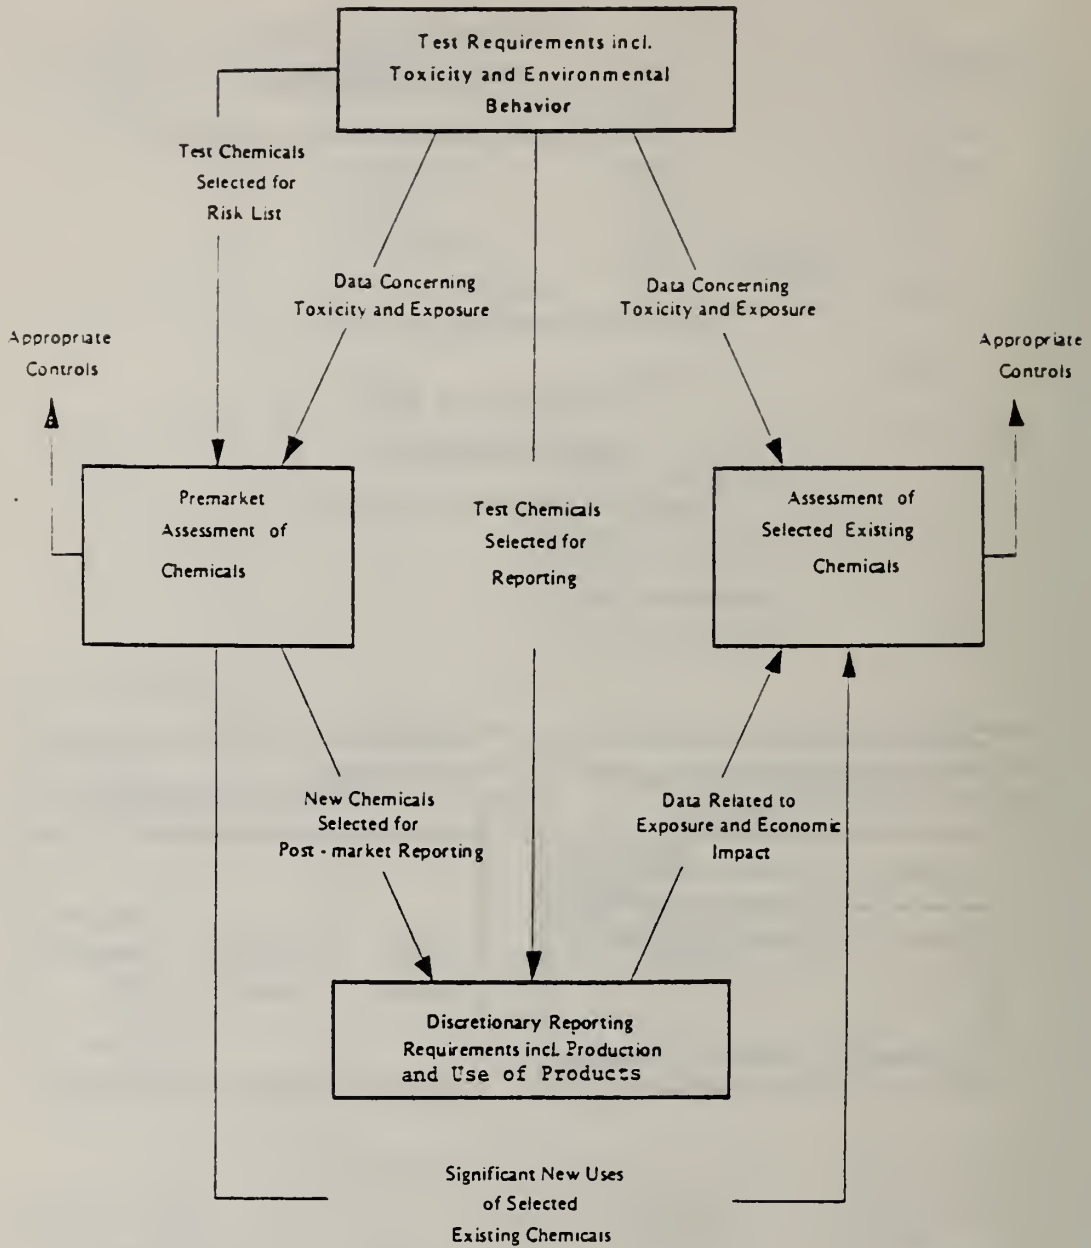 Test Requirements incl.
Toxicity and Environmental
Behavior
Test Chemicals
Selected for
Risk List
Data Concerning
Toxicity and Exposure
Data Concerning
Toxicity and Exposure
Appropriate
Controls
Appropriate
Controls
Premarket
Assessment of
Chemicals
Test Chemicals
Selected for
Reporting
Assessment of
Selected Existing
Chemicals
New Chemicals
Selected for
Post - market Reporting
Data Related to
Exposure and Economic
Impact
Discretionary Reporting
Requirements incl. Production
and Use of Products
Significant New Uses
of Selected
Existing Chemicals